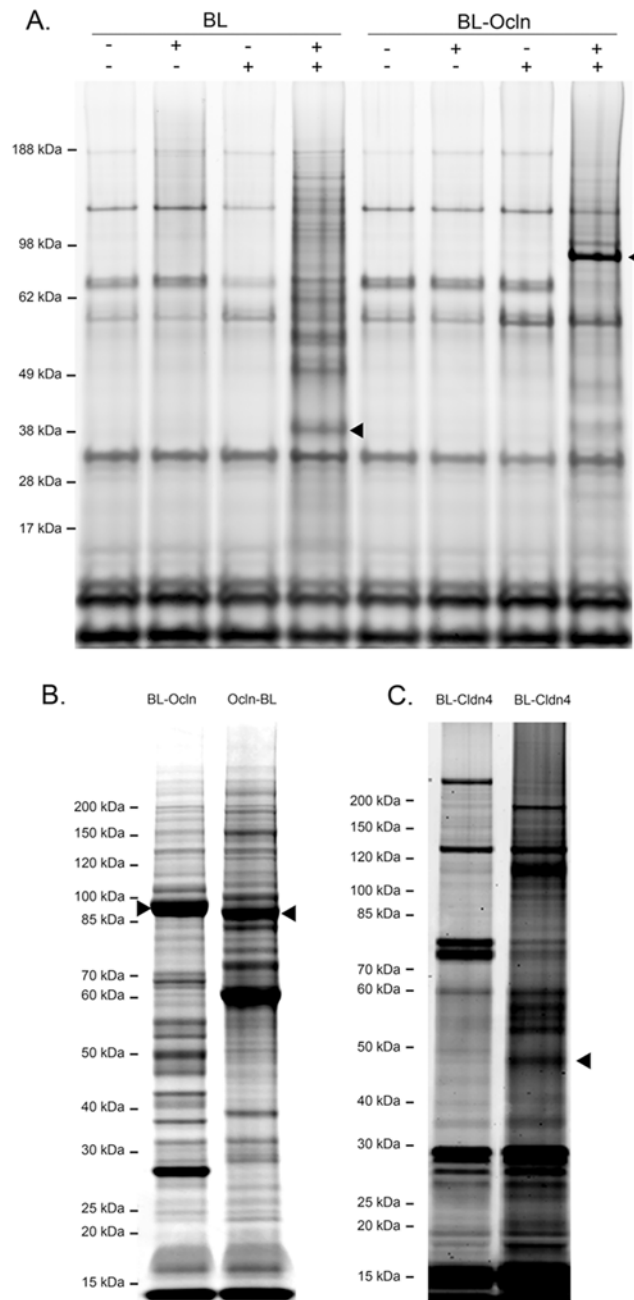 A.
BL BL-Ocln
- + - + - + - +
- - + + - - + +
188 kDa
98 kDa
62 kDa
49 kDa
38 kDa
28 kDa
17 kDa
B.
BL-Ocln Ocln-BL
200 kDa
150 kDa
120 kDa
100 kDa
85 kDa
70 kDa
60 kDa
50 kDa
40 kDa
30 kDa
25 kDa
20 kDa
15 kDa
C.
BL-Cldn4 BL-Cldn4
200 kDa
150 kDa
120 kDa
100 kDa
85 kDa
70 kDa
60 kDa
50 kDa
40 kDa
30 kDa
25 kDa
20 kDa
15 kDa